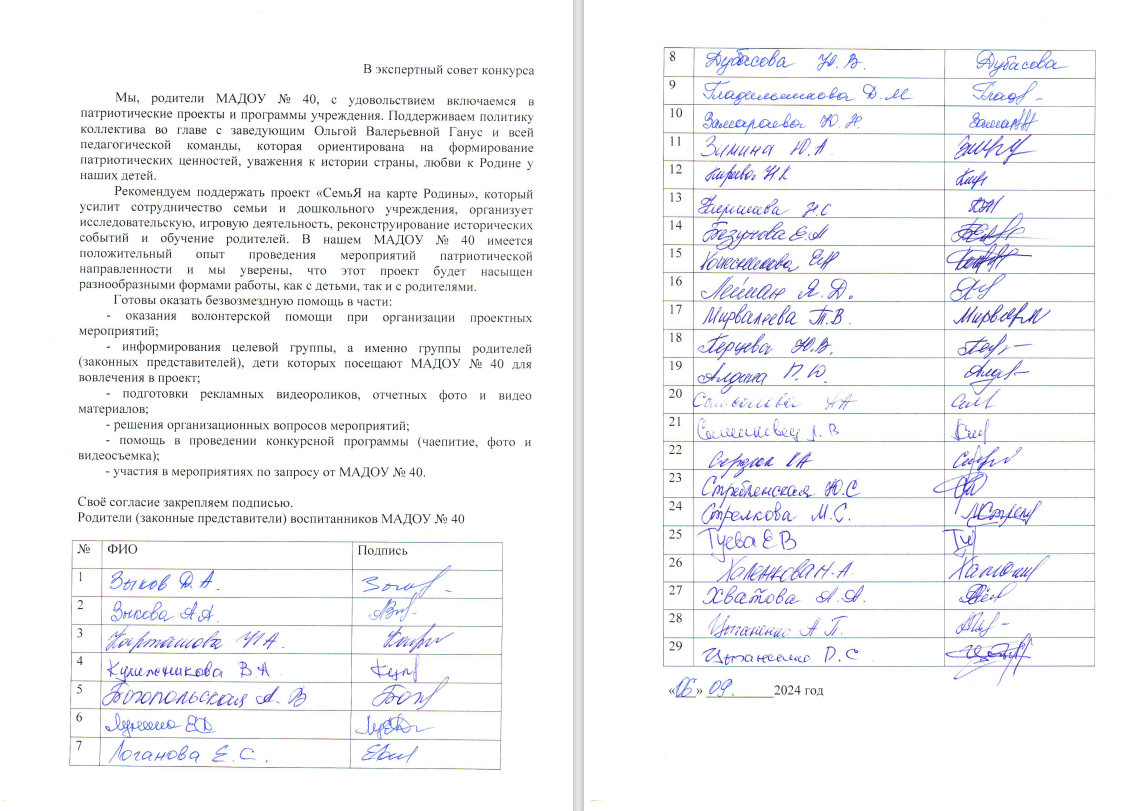 В экспертный совет конкурса
Мы, родители МАДОУ № 40, с удовольствием включаемся в
патриотические проекты и программы учреждения. Поддерживаем политику
коллектива во главе с заведующим Ольгой Валерьевной Ганус и всей
педагогической команды, которая ориентирована на формирование
патриотических ценностей, уважения к истории страны, любви к Родине у
наших детей.
Рекомендуем поддержать проект «СемьЯ на карте Родины», который
усилит сотрудничество семьи и дошкольного учреждения, организует
исследовательскую, игровую деятельность, реконструирование исторических
событий и обучение родителей. В нашем МАДОУ № 40 имеется
положительный опыт проведения мероприятий патриотической
направленности и мы уверены, что этот проект будет насыщен
разнообразными формами работы, как с детьми, так и с родителями.
Готовы оказать безвозмездную помощь в части:
- оказания волонтерской помощи при организации проектных
мероприятий;
- информирования целевой группы, а именно группы родителей
(законных представителей), дети которых посещают МАДОУ № 40 для
вовлечения в проект;
- подготовки рекламных видеороликов, отчетных фото и видео
материалов;
- решения организационных вопросов мероприятий;
- помощь в проведении конкурсной программы (чаепитие, фото и
видеосъемка);
- участия в мероприятиях по запросу от МАДОУ № 40.
Своё согласие закрепляем подписью.
Родители (законные представители) воспитанников МАДОУ № 40
№ ФИО Подпись
1 Зыков Д.А.
2 Зыкова А.А.
3 Карташова
4 В А
5 Богопольская А. В
6
7 Логанова Е. С.
8 Дубасова Ю. В. Дубасова
9 Д. М
10 Ю. Н.
11 Зимина Ю. А
12
13
14 Базунова Е.А
15
16 Лейман Я. Д.
17 Мирвалеева Т. В.
18 Перцева Ю. В.
19
20
21
22 Сердюк
23 Ю.С
24 Стрелкова М. С.
25 Гуева Е В
26 Н. А
27 Хватова А. А.
28 Цыпаненко А П.
29 Цыпаненко Р. С
«06» 09. 2024 год